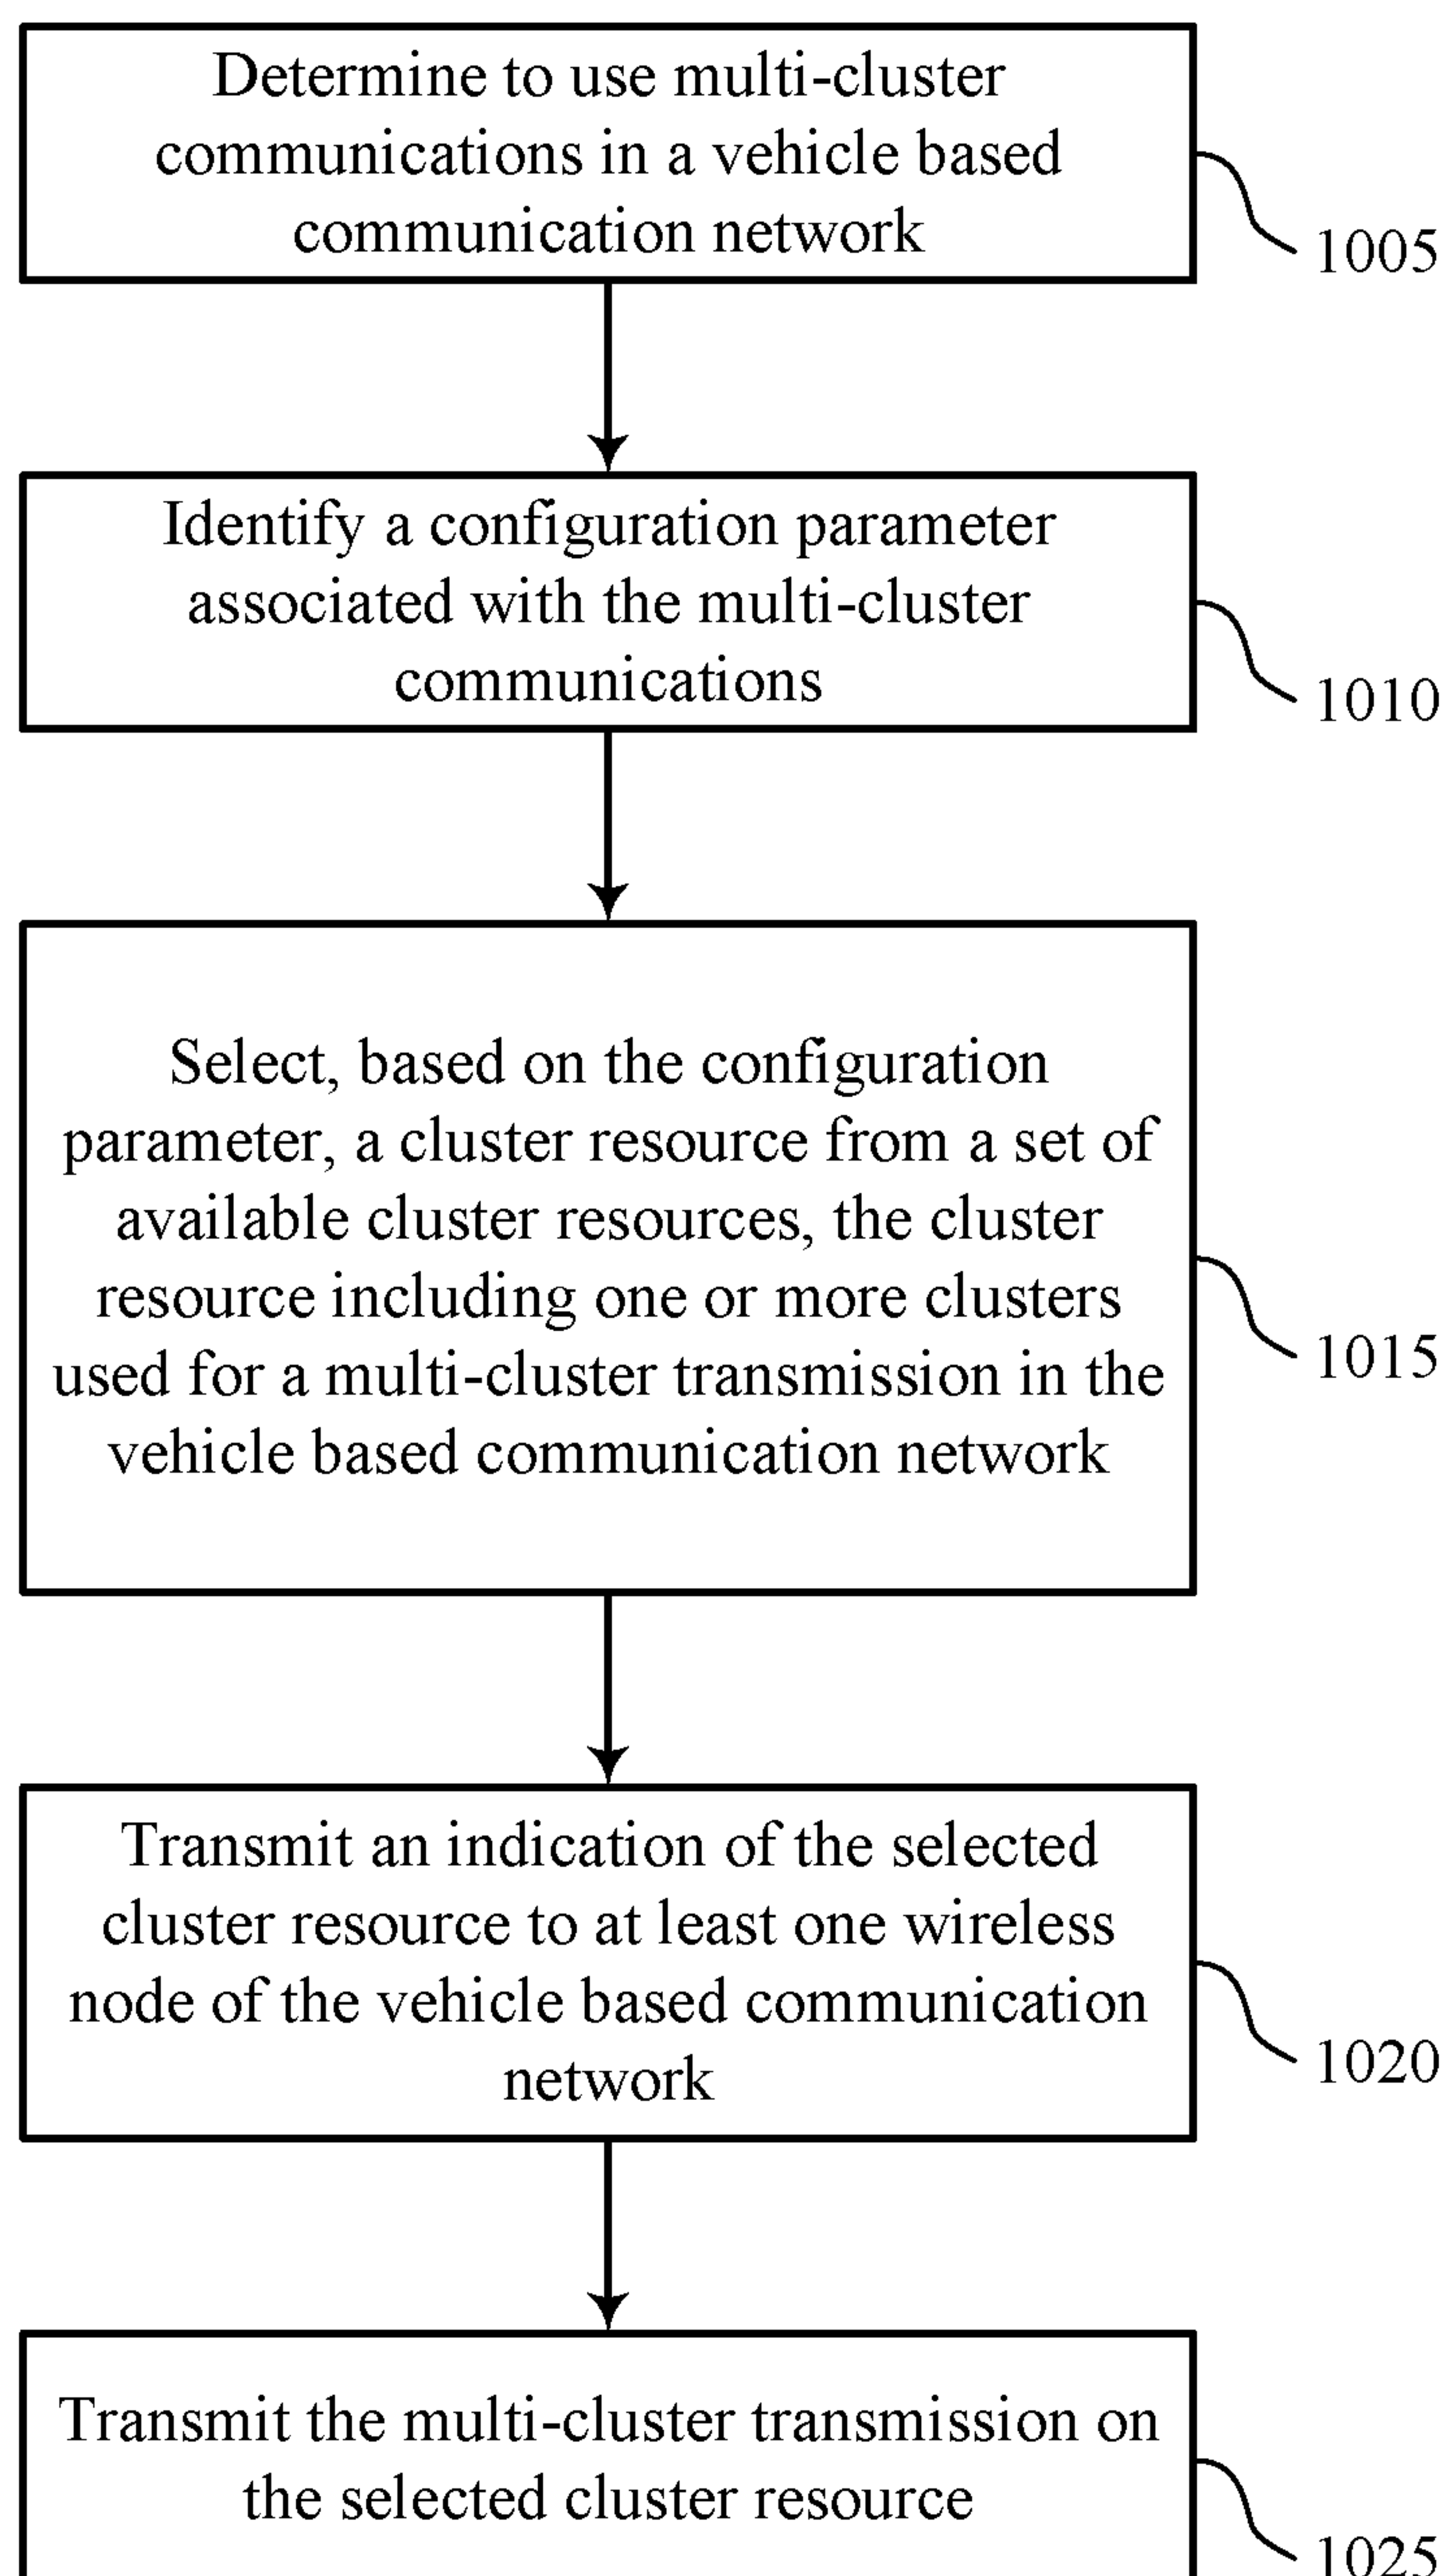 Determine to use multi-cluster
communications in a vehicle based
communication network
1005
Identify a configuration parameter
associated with the multi-cluster
communications
1010
Select, based on the configuration
parameter, a cluster resource from a set of
available cluster resources, the cluster
resource including one or more clusters
used for a multi-cluster transmission in the
vehicle based communication network
1015
Transmit an indication of the selected
cluster resource to at least one wireless
node of the vehicle based communication
network
1020
Transmit the multi-cluster transmission on
the selected cluster resource
1025